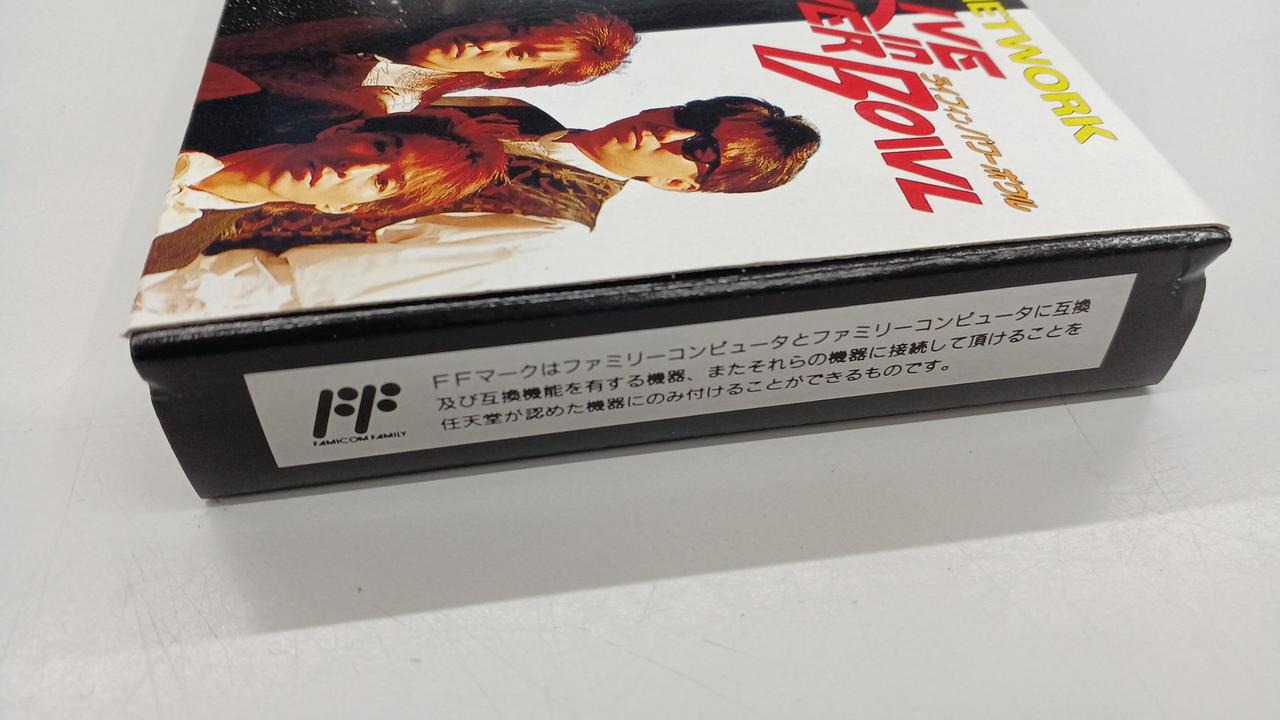 ETWORK
IVE
in
ER BOWL
ライヴ・イン・パワー・ボウル
FF
FAMICOM FAMILY
FFマークはファミリーコンピュータとファミリーコンピュータに互換
及び互換機能を有する機器、またそれらの機器に接続して頂けることを
任天堂が認めた機器にのみ付けることができるものです。